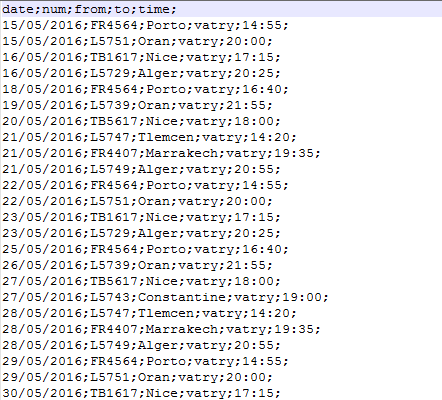 date;num;from;to;time;
15/05/2016;FR4564;Porto;vatry;14:55;
15/05/2016;L5751;Oran;vatry;20:00;
16/05/2016;TB1617;Nice;vatry;17:15;
16/05/2016;L5729;Alger;vatry;20:25;
18/05/2016;FR4564;Porto;vatry;16:40;
19/05/2016;L5739;Oran;vatry;21:55;
20/05/2016;TB5617;Nice;vatry;18:00;
21/05/2016;L5747;Tlemcen;vatry;14:20;
21/05/2016;FR4407;Marrakech;vatry;19:35;
21/05/2016;L5749;Alger;vatry;20:55;
22/05/2016;FR4564;Porto;vatry;14:55;
22/05/2016;L5751;Oran;vatry;20:00;
23/05/2016;TB1617;Nice;vatry;17:15;
23/05/2016;L5729;Alger;vatry;20:25;
25/05/2016;FR4564;Porto;vatry;16:40;
26/05/2016;L5739;Oran;vatry;21:55;
27/05/2016;TB5617;Nice;vatry;18:00;
27/05/2016;L5743;Constantine;vatry;19:00;
28/05/2016;L5747;Tlemcen;vatry;14:20;
28/05/2016;FR4407;Marrakech;vatry;19:35;
28/05/2016;L5749;Alger;vatry;20:55;
29/05/2016;FR4564;Porto;vatry;14:55;
29/05/2016;L5751;Oran;vatry;20:00;
30/05/2016;TB1617;Nice;vatry;17:15;